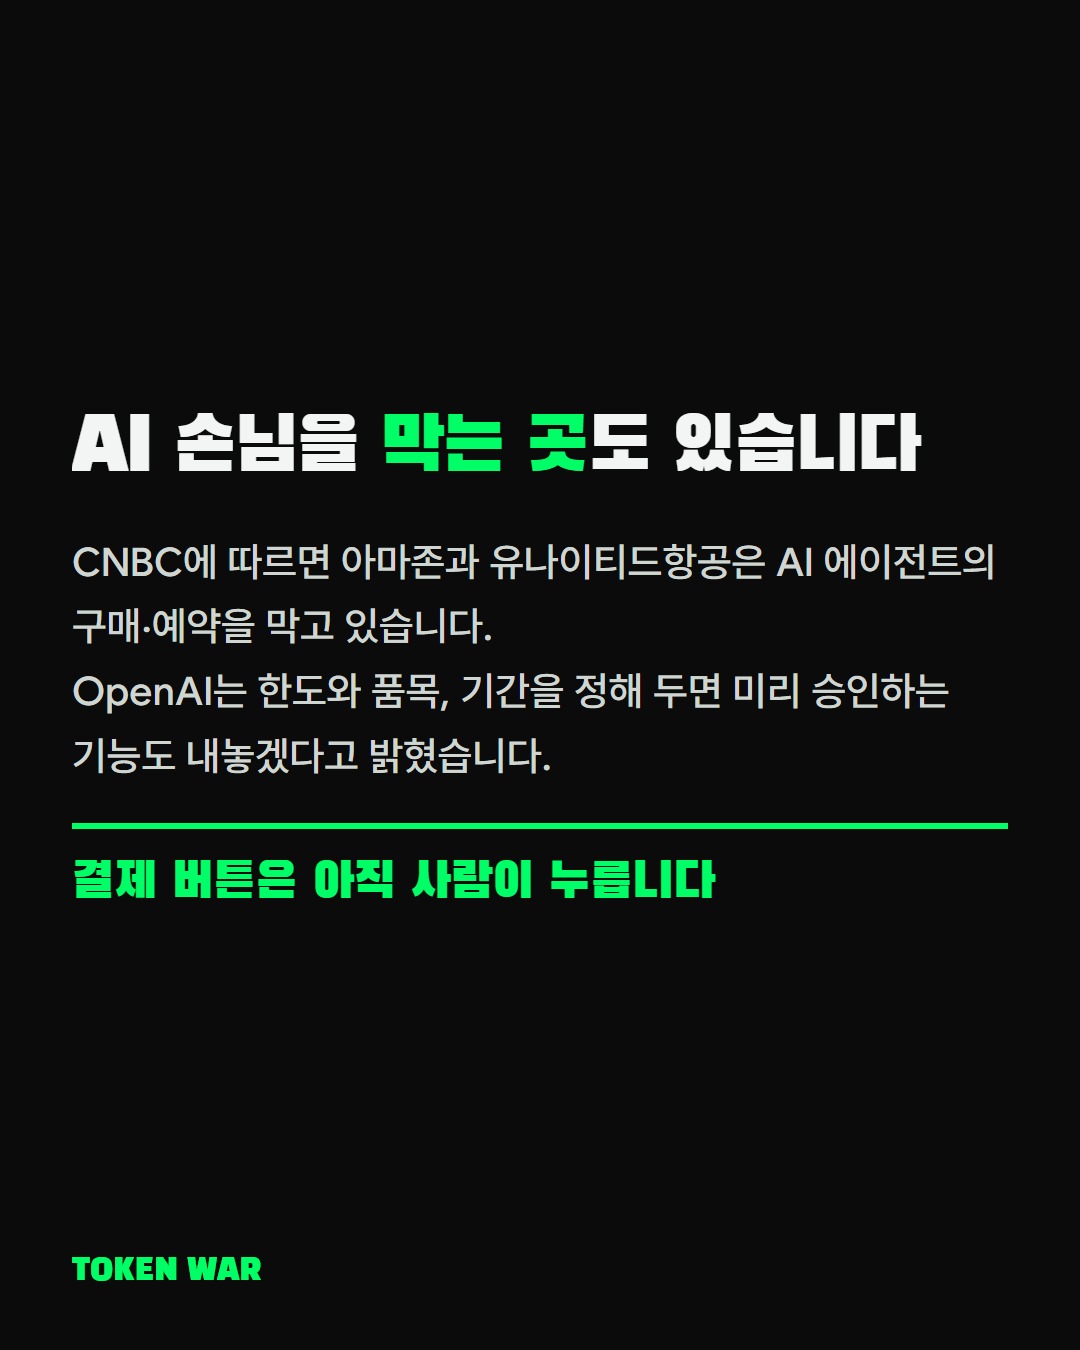 AI 손님을 막는 곳도 있습니다
CNBC에 따르면 아마존과 유나이티드항공은 AI 에이전트의
구매·예약을 막고 있습니다.
OpenAI는 한도와 품목, 기간을 정해 두면 미리 승인하는
기능도 내놓겠다고 밝혔습니다.
결제 버튼은 아직 사람이 누릅니다
TOKEN WAR